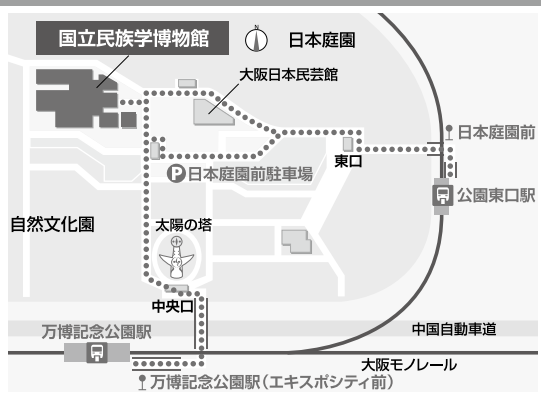 国立民族学博物館
N
日本庭園
大阪日本民芸館
日本庭園前
東口
P日本庭園前駐車場
公園東口駅
自然文化園
太陽の塔
中央口
万博記念公園駅
中国自動車道
大阪モノレール
万博記念公園駅(エキスポシティ前)